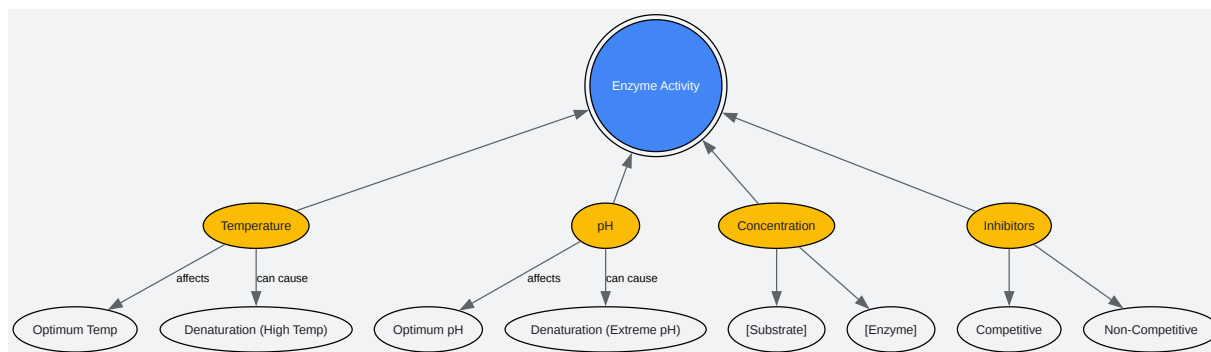 Enzyme Activity
Temperature
pH
Concentration
Inhibitors
affects
can cause
affects
can cause
Optimum Temp
Denaturation (High Temp)
Optimum pH
Denaturation (Extreme pH)
[Substrate]
[Enzyme]
Competitive
Non-Competitive